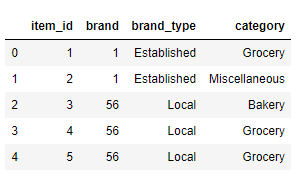 item_id brand brand_type category
0 1 1 Established Grocery
1 2 1 Established Miscellaneous
2 3 56 Local Bakery
3 4 56 Local Grocery
4 5 56 Local Grocery